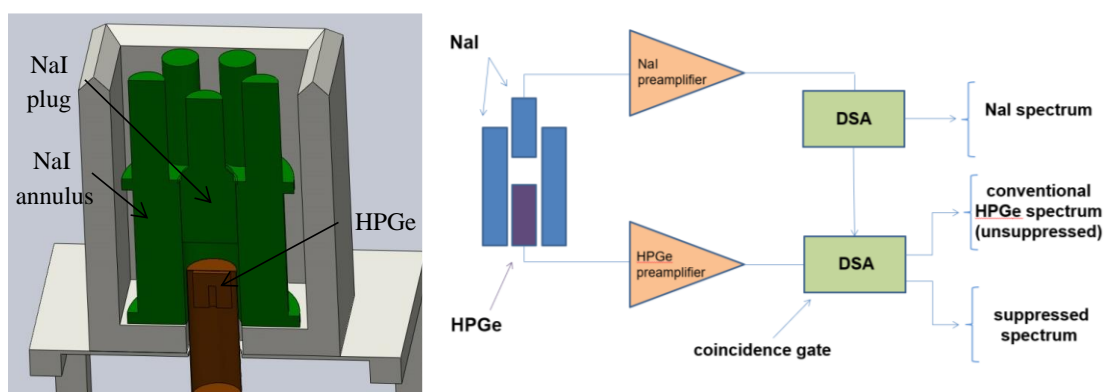 NaI
plug
NaI
annulus
HPGe
NaI
NaI
preamplifier
DSA
NaI spectrum
conventional
HPGe spectrum
(unsuppressed)
HPGe
preamplifier
DSA
HPGe
coincidence gate
suppressed
spectrum